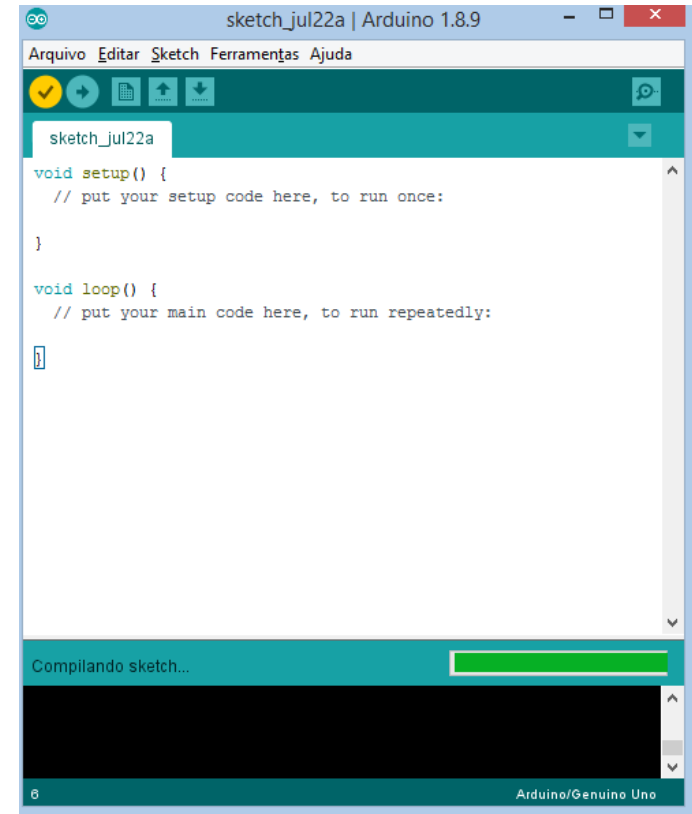 sketch_jul22a | Arduino 1.8.9
Arquivo Editar Sketch Ferramentas Ajuda
sketch_jul22a
void setup() {
  // put your setup code here, to run once:
}
void loop() {
  // put your main code here, to run repeatedly:
}
Compilando sketch...
6 Arduino/Genuino Uno